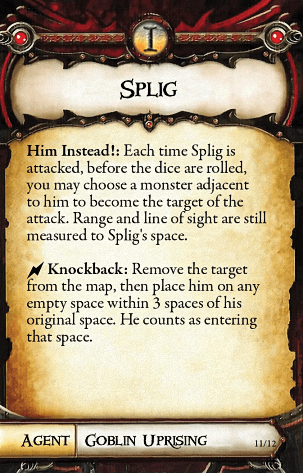 I
Splig
Him Instead!: Each time Splig is
attacked, before the dice are rolled,
you may choose a monster adjacent
to him to become the target of the
attack. Range and line of sight are still
measured to Splig's space.
Knockback: Remove the target
from the map, then place him on any
empty space within 3 spaces of his
original space. He counts as entering
that space.
Agent Goblin Uprising 11/12